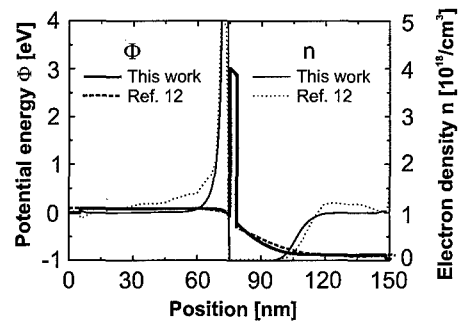 Φ n
This work This work
Ref. 12 Ref. 12
Potential energy Φ [eV]
4
3
2
1
0
-1
Electron density n [10¹⁸/cm³]
5
4
3
2
1
0
0 30 60 90 120 150
Position [nm]